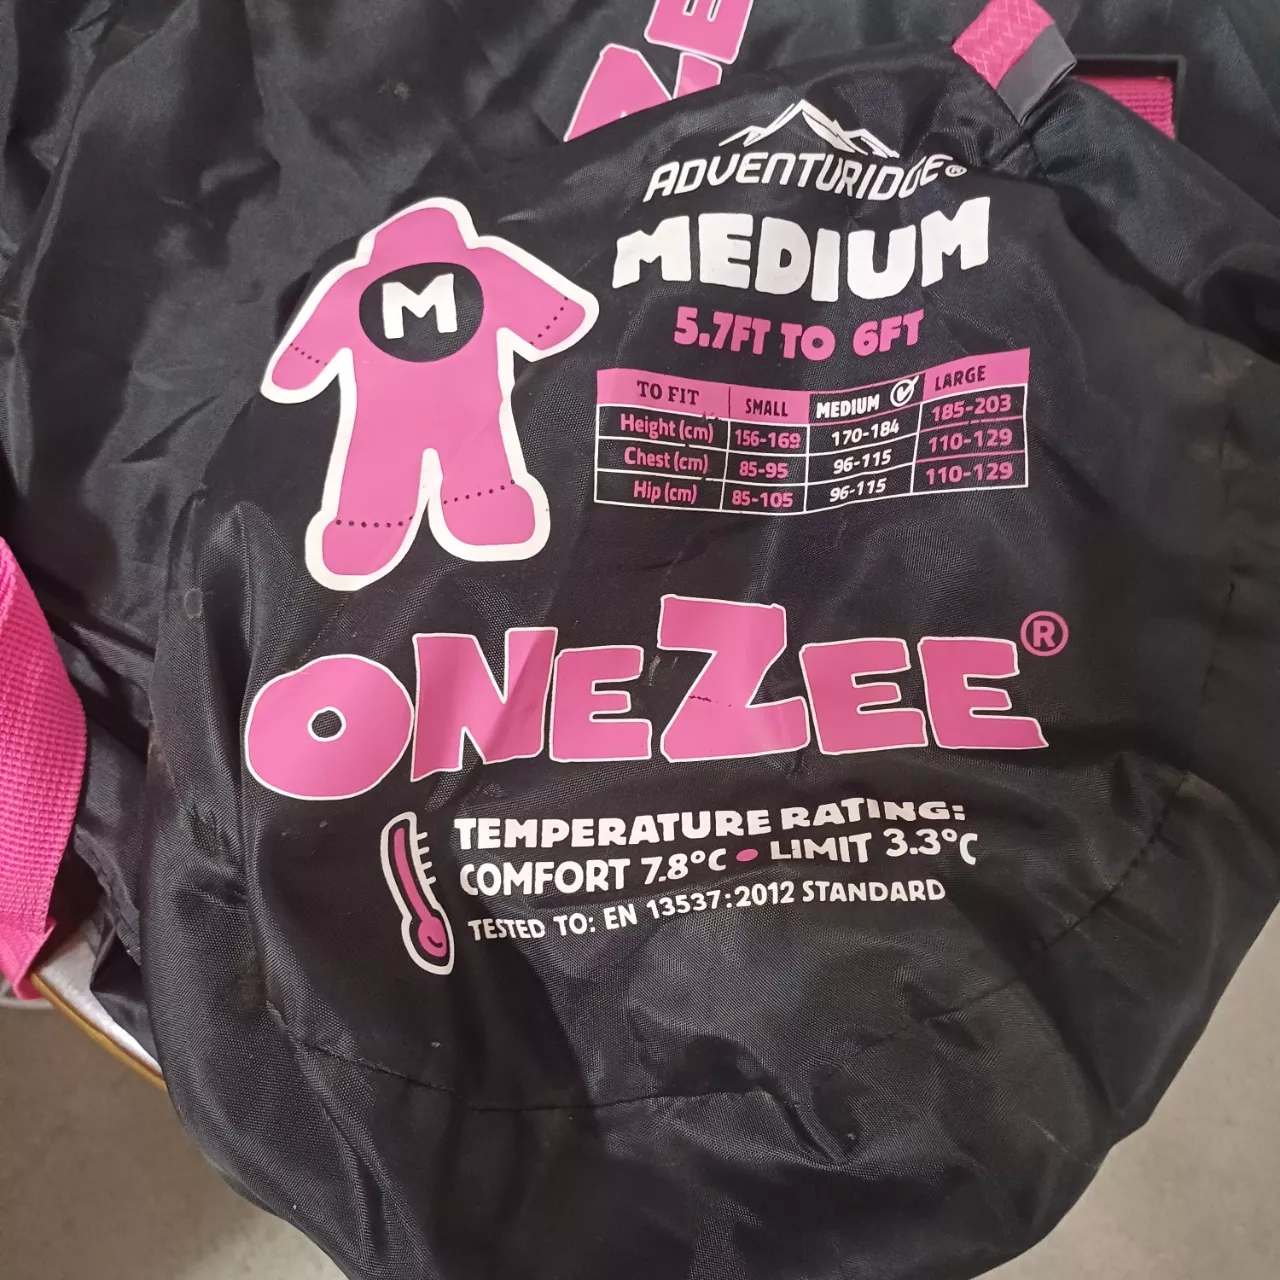 ADVENTURIDGE®
MEDIUM
5.7FT TO 6FT
M
TO FIT SMALL MEDIUM LARGE
Height (cm) 156-169 170-184 185-203
Chest (cm) 85-95 96-115 110-129
Hip (cm) 85-105 96-115 110-129
ONEZEE®
TEMPERATURE RATING:
COMFORT 7.8°C • LIMIT 3.3°C
TESTED TO: EN 13537:2012 STANDARD